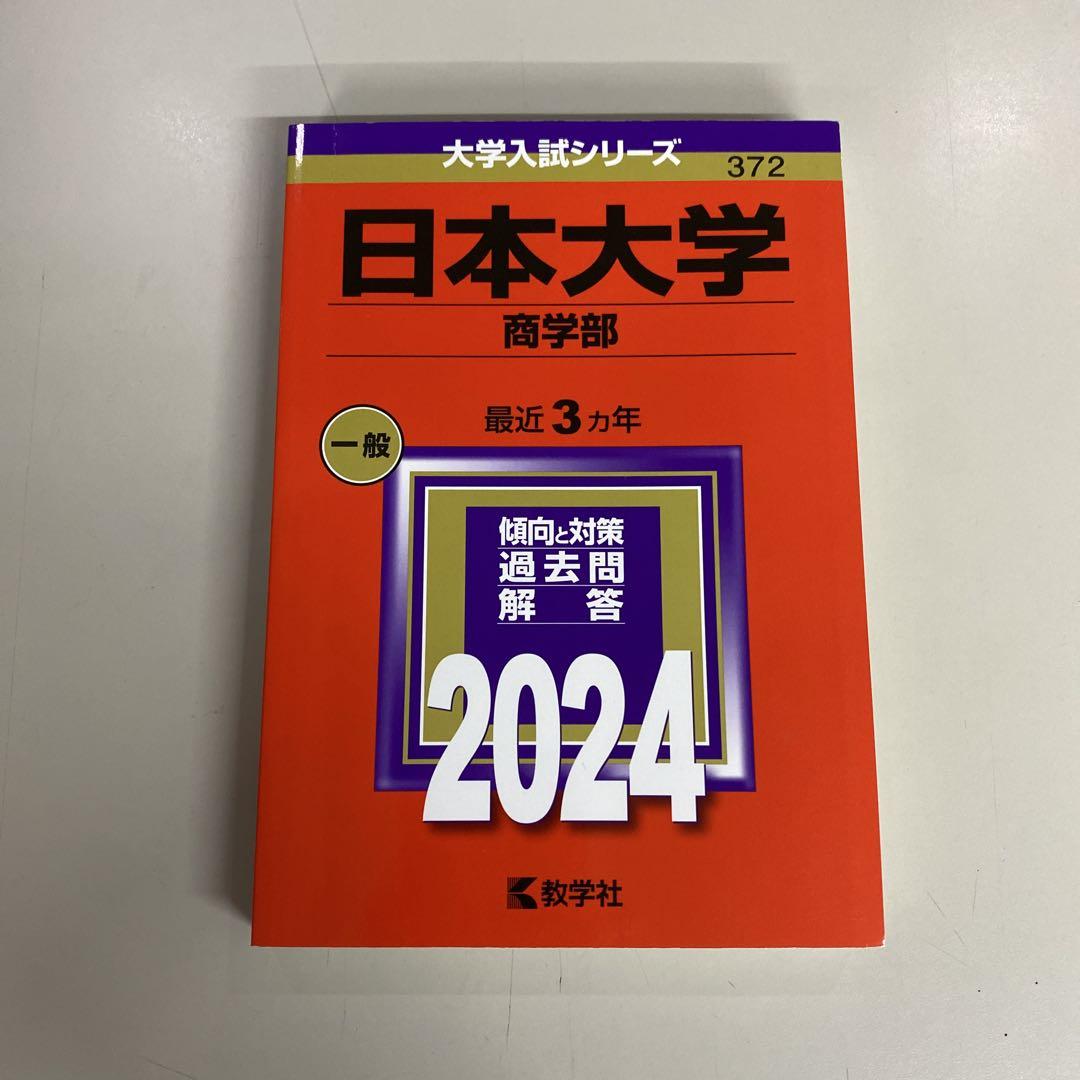 大学入試シリーズ
372
日本大学
商学部
最近3カ年
一般
傾向と対策
過去問
解答
2024
教学社